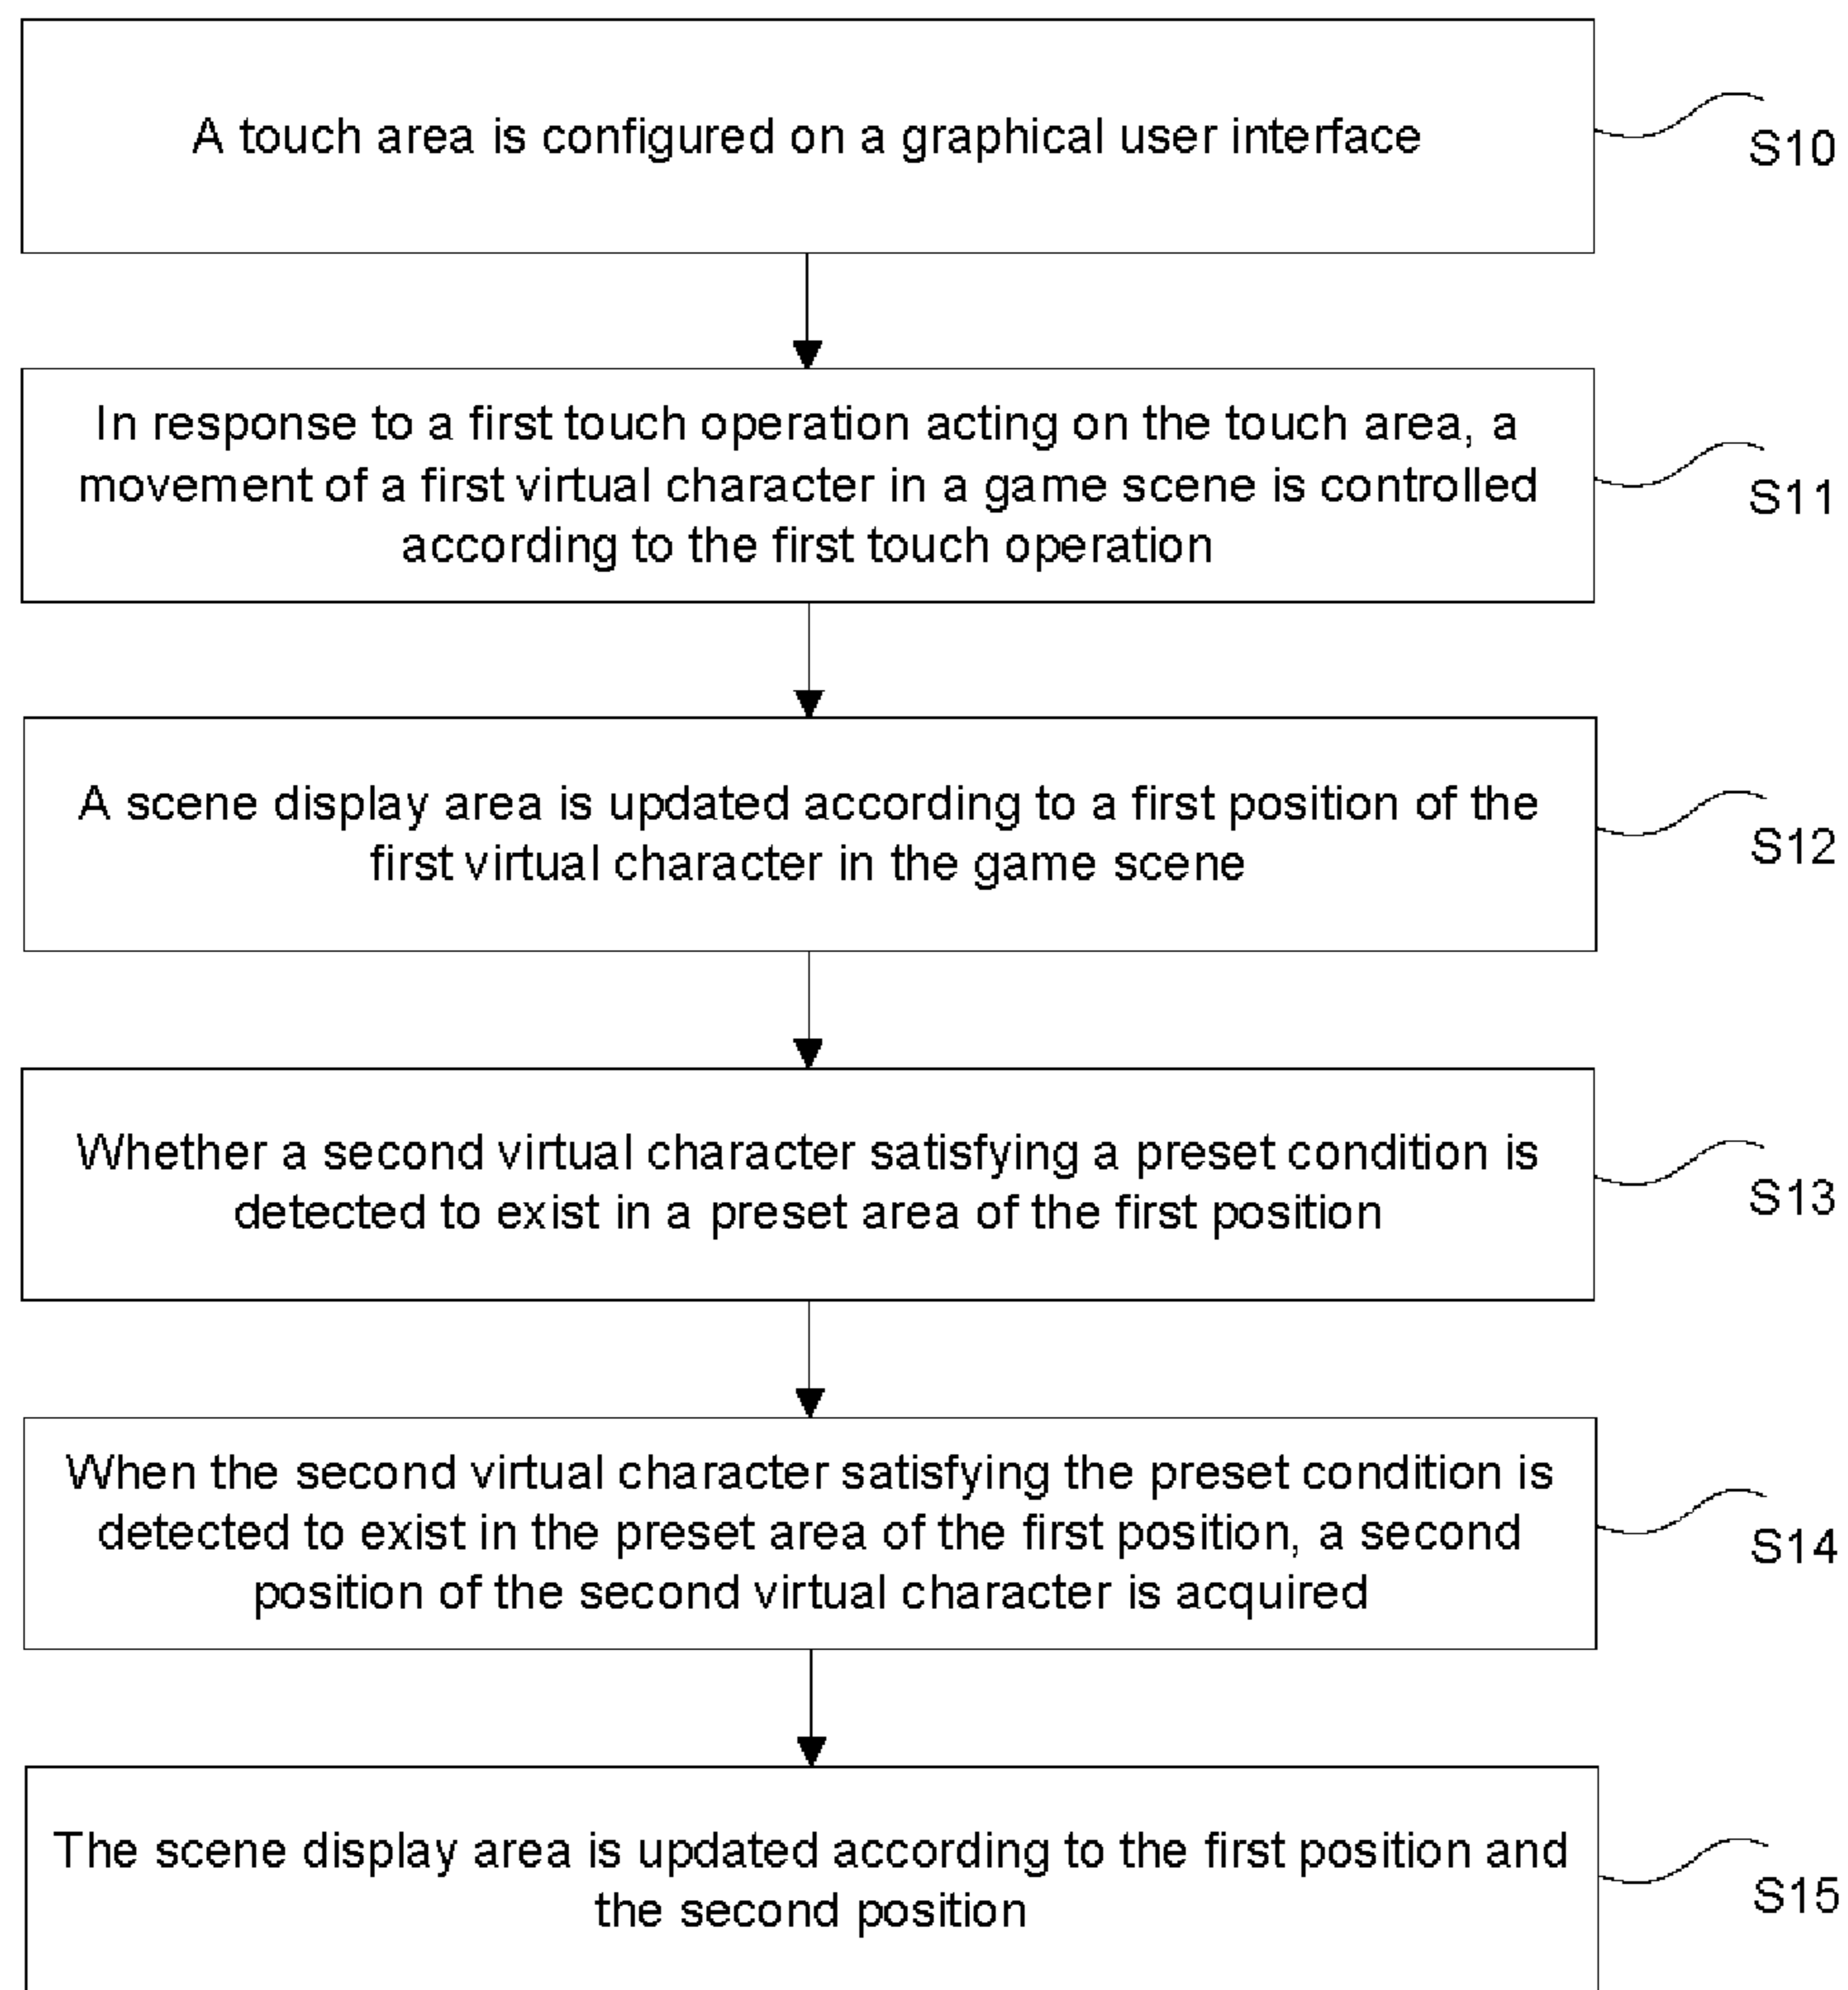 A touch area is configured on a graphical user interface
S10
In response to a first touch operation acting on the touch area, a
movement of a first virtual character in a game scene is controlled
according to the first touch operation
S11
A scene display area is updated according to a first position of the
first virtual character in the game scene
S12
Whether a second virtual character satisfying a preset condition is
detected to exist in a preset area of the first position
S13
When the second virtual character satisfying the preset condition is
detected to exist in the preset area of the first position, a second
position of the second virtual character is acquired
S14
The scene display area is updated according to the first position and
the second position
S15